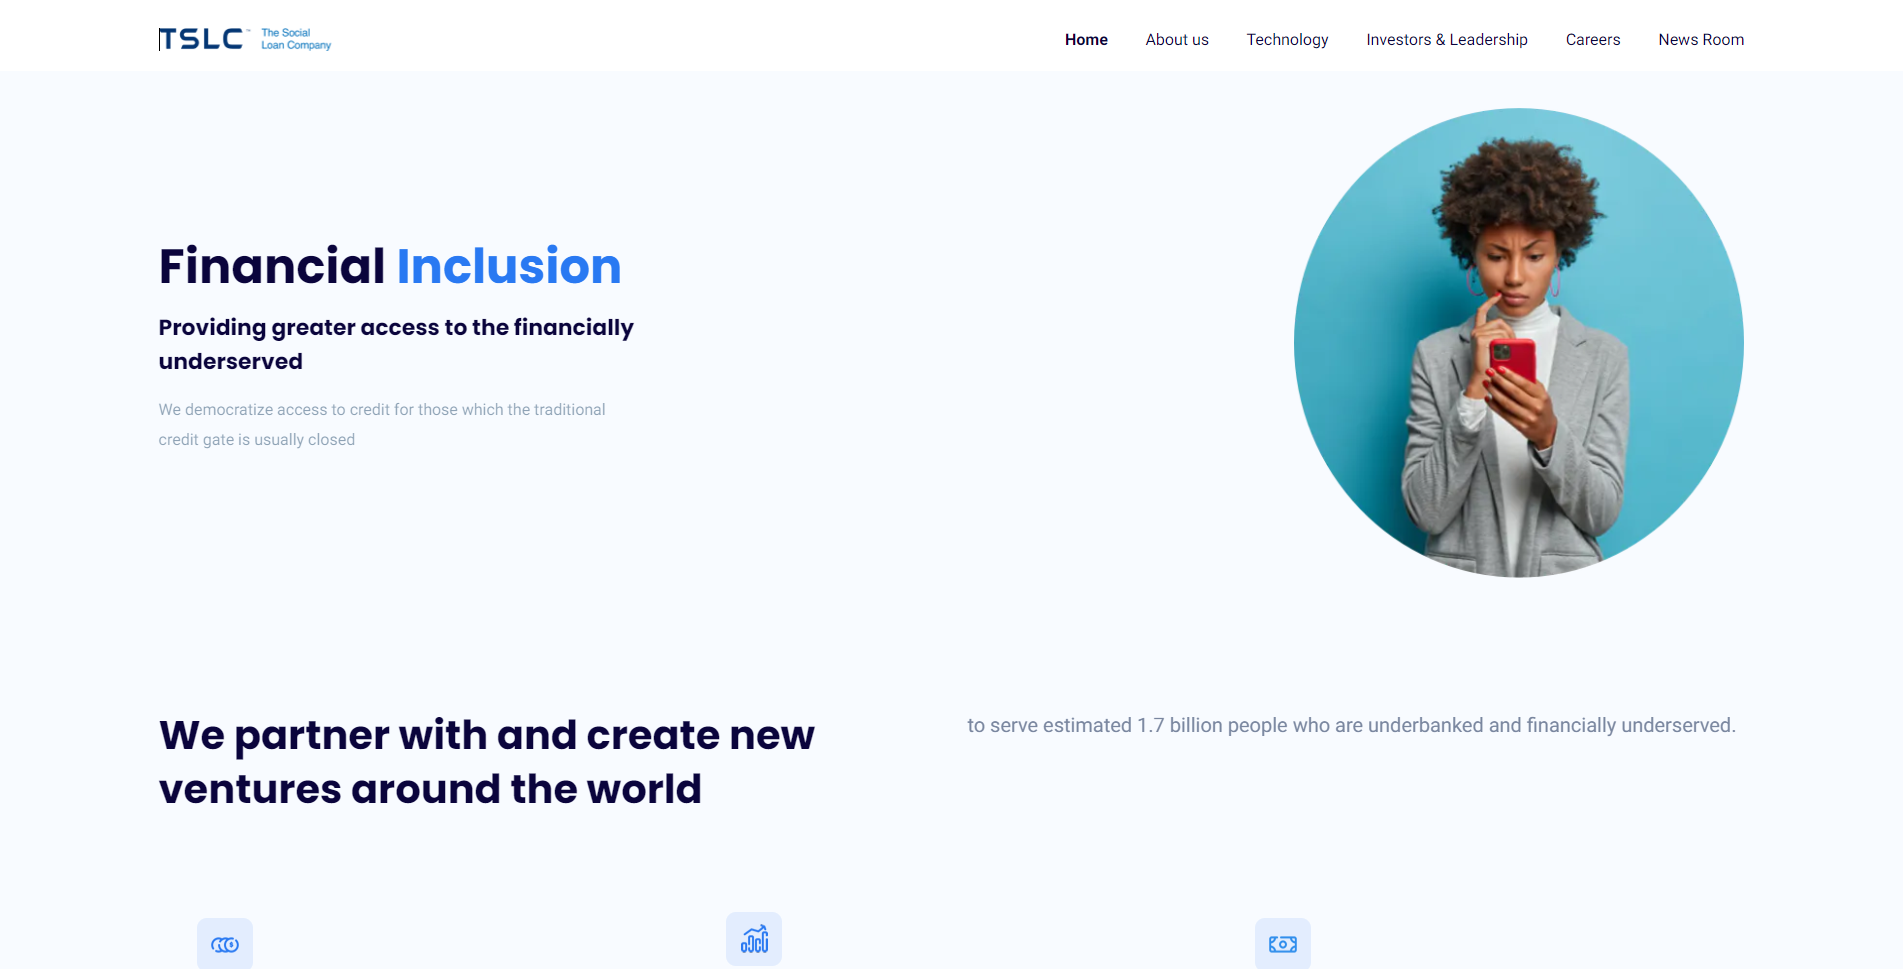 TSLC™ The Social
Loan Company
Home About us Technology Investors & Leadership Careers News Room
Financial Inclusion
Providing greater access to the financially
underserved
We democratize access to credit for those which the traditional
credit gate is usually closed
We partner with and create new
ventures around the world
to serve estimated 1.7 billion people who are underbanked and financially underserved.